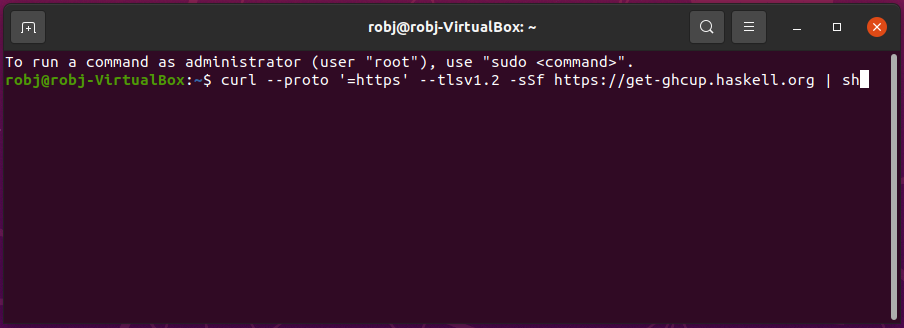 robj@robj-VirtualBox: ~
To run a command as administrator (user "root"), use "sudo <command>".
robj@robj-VirtualBox:~$ curl --proto '=https' --tlsv1.2 -sSf https://get-ghcup.haskell.org | sh